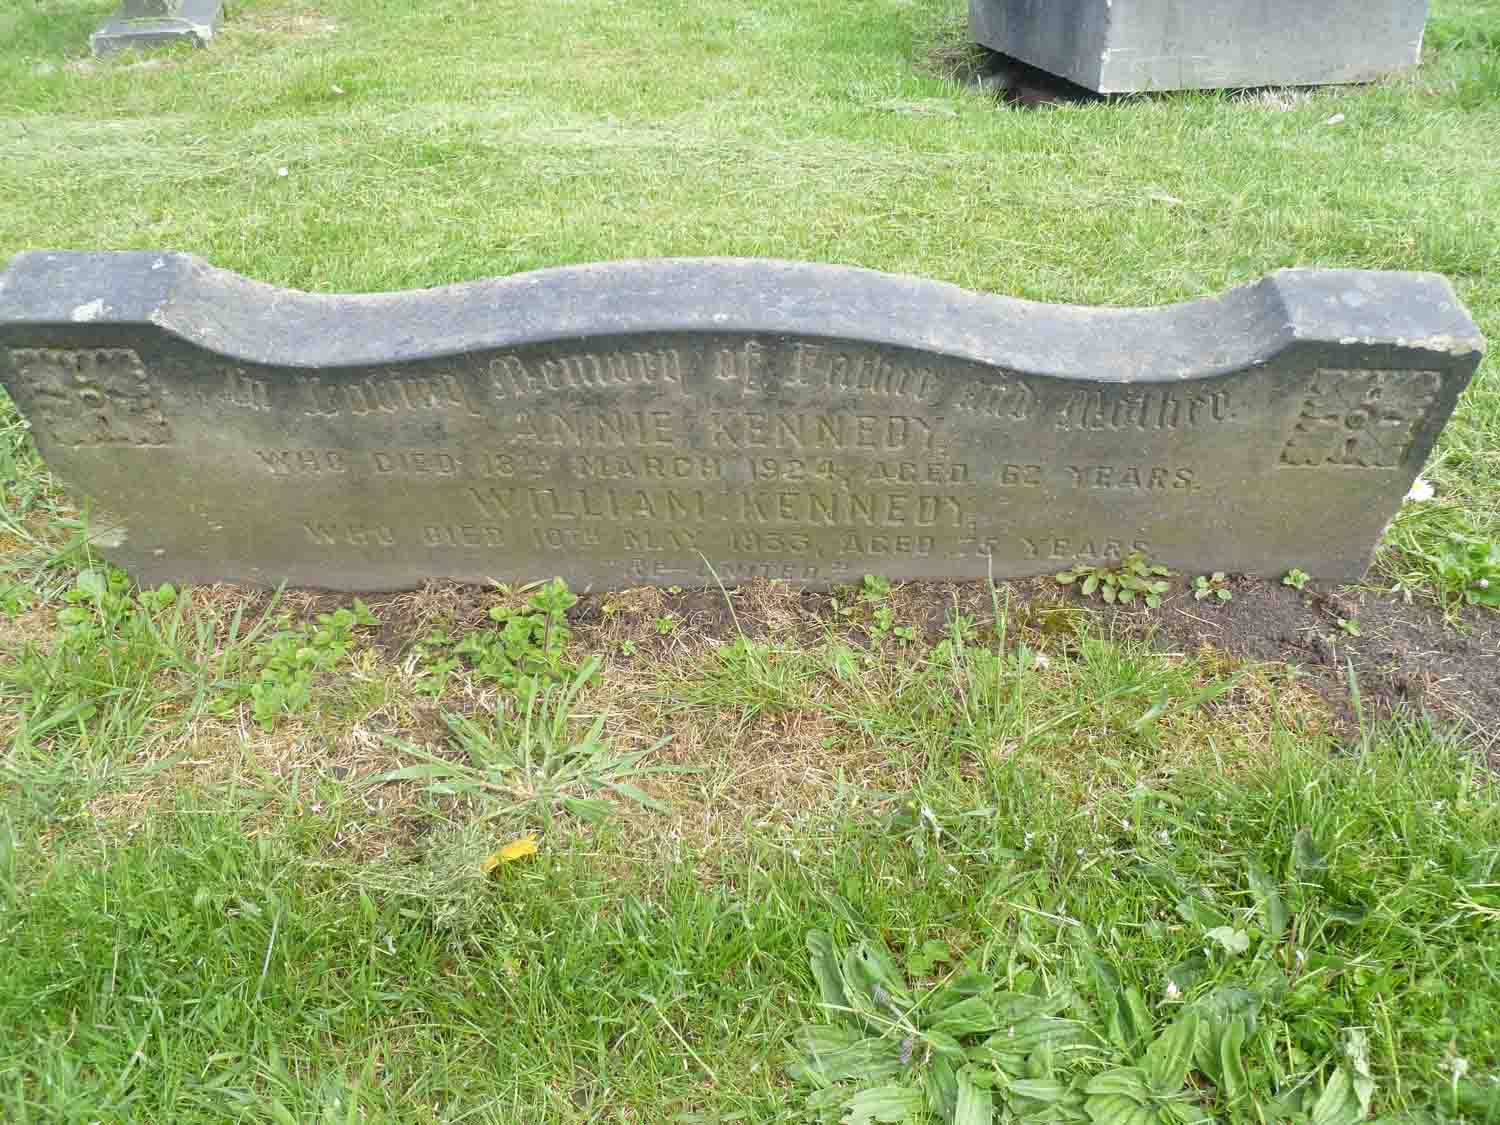 In Loving Memory of Father and Mother.
ANNIE KENNEDY,
WHO DIED 18TH MARCH 1924, AGED 62 YEARS.
WILLIAM KENNEDY,
WHO DIED 10TH MAY 1933, AGED 75 YEARS.
"RE-UNITED."